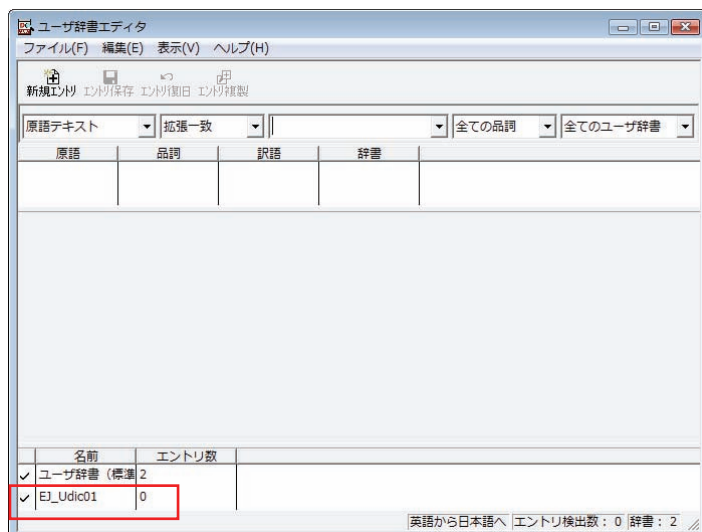 ユーザ辞書エディタ
ファイル(F) 編集(E) 表示(V) ヘルプ(H)
新規エントリ エントリ保存 エントリ復旧 エントリ複製
原語テキスト 拡張一致 全ての品詞 全てのユーザ辞書
原語 品詞 訳語 辞書
名前 エントリ数
ユーザ辞書（標準 2
EJ_Udic01 0
英語から日本語へ エントリ検出数： 0 辞書： 2